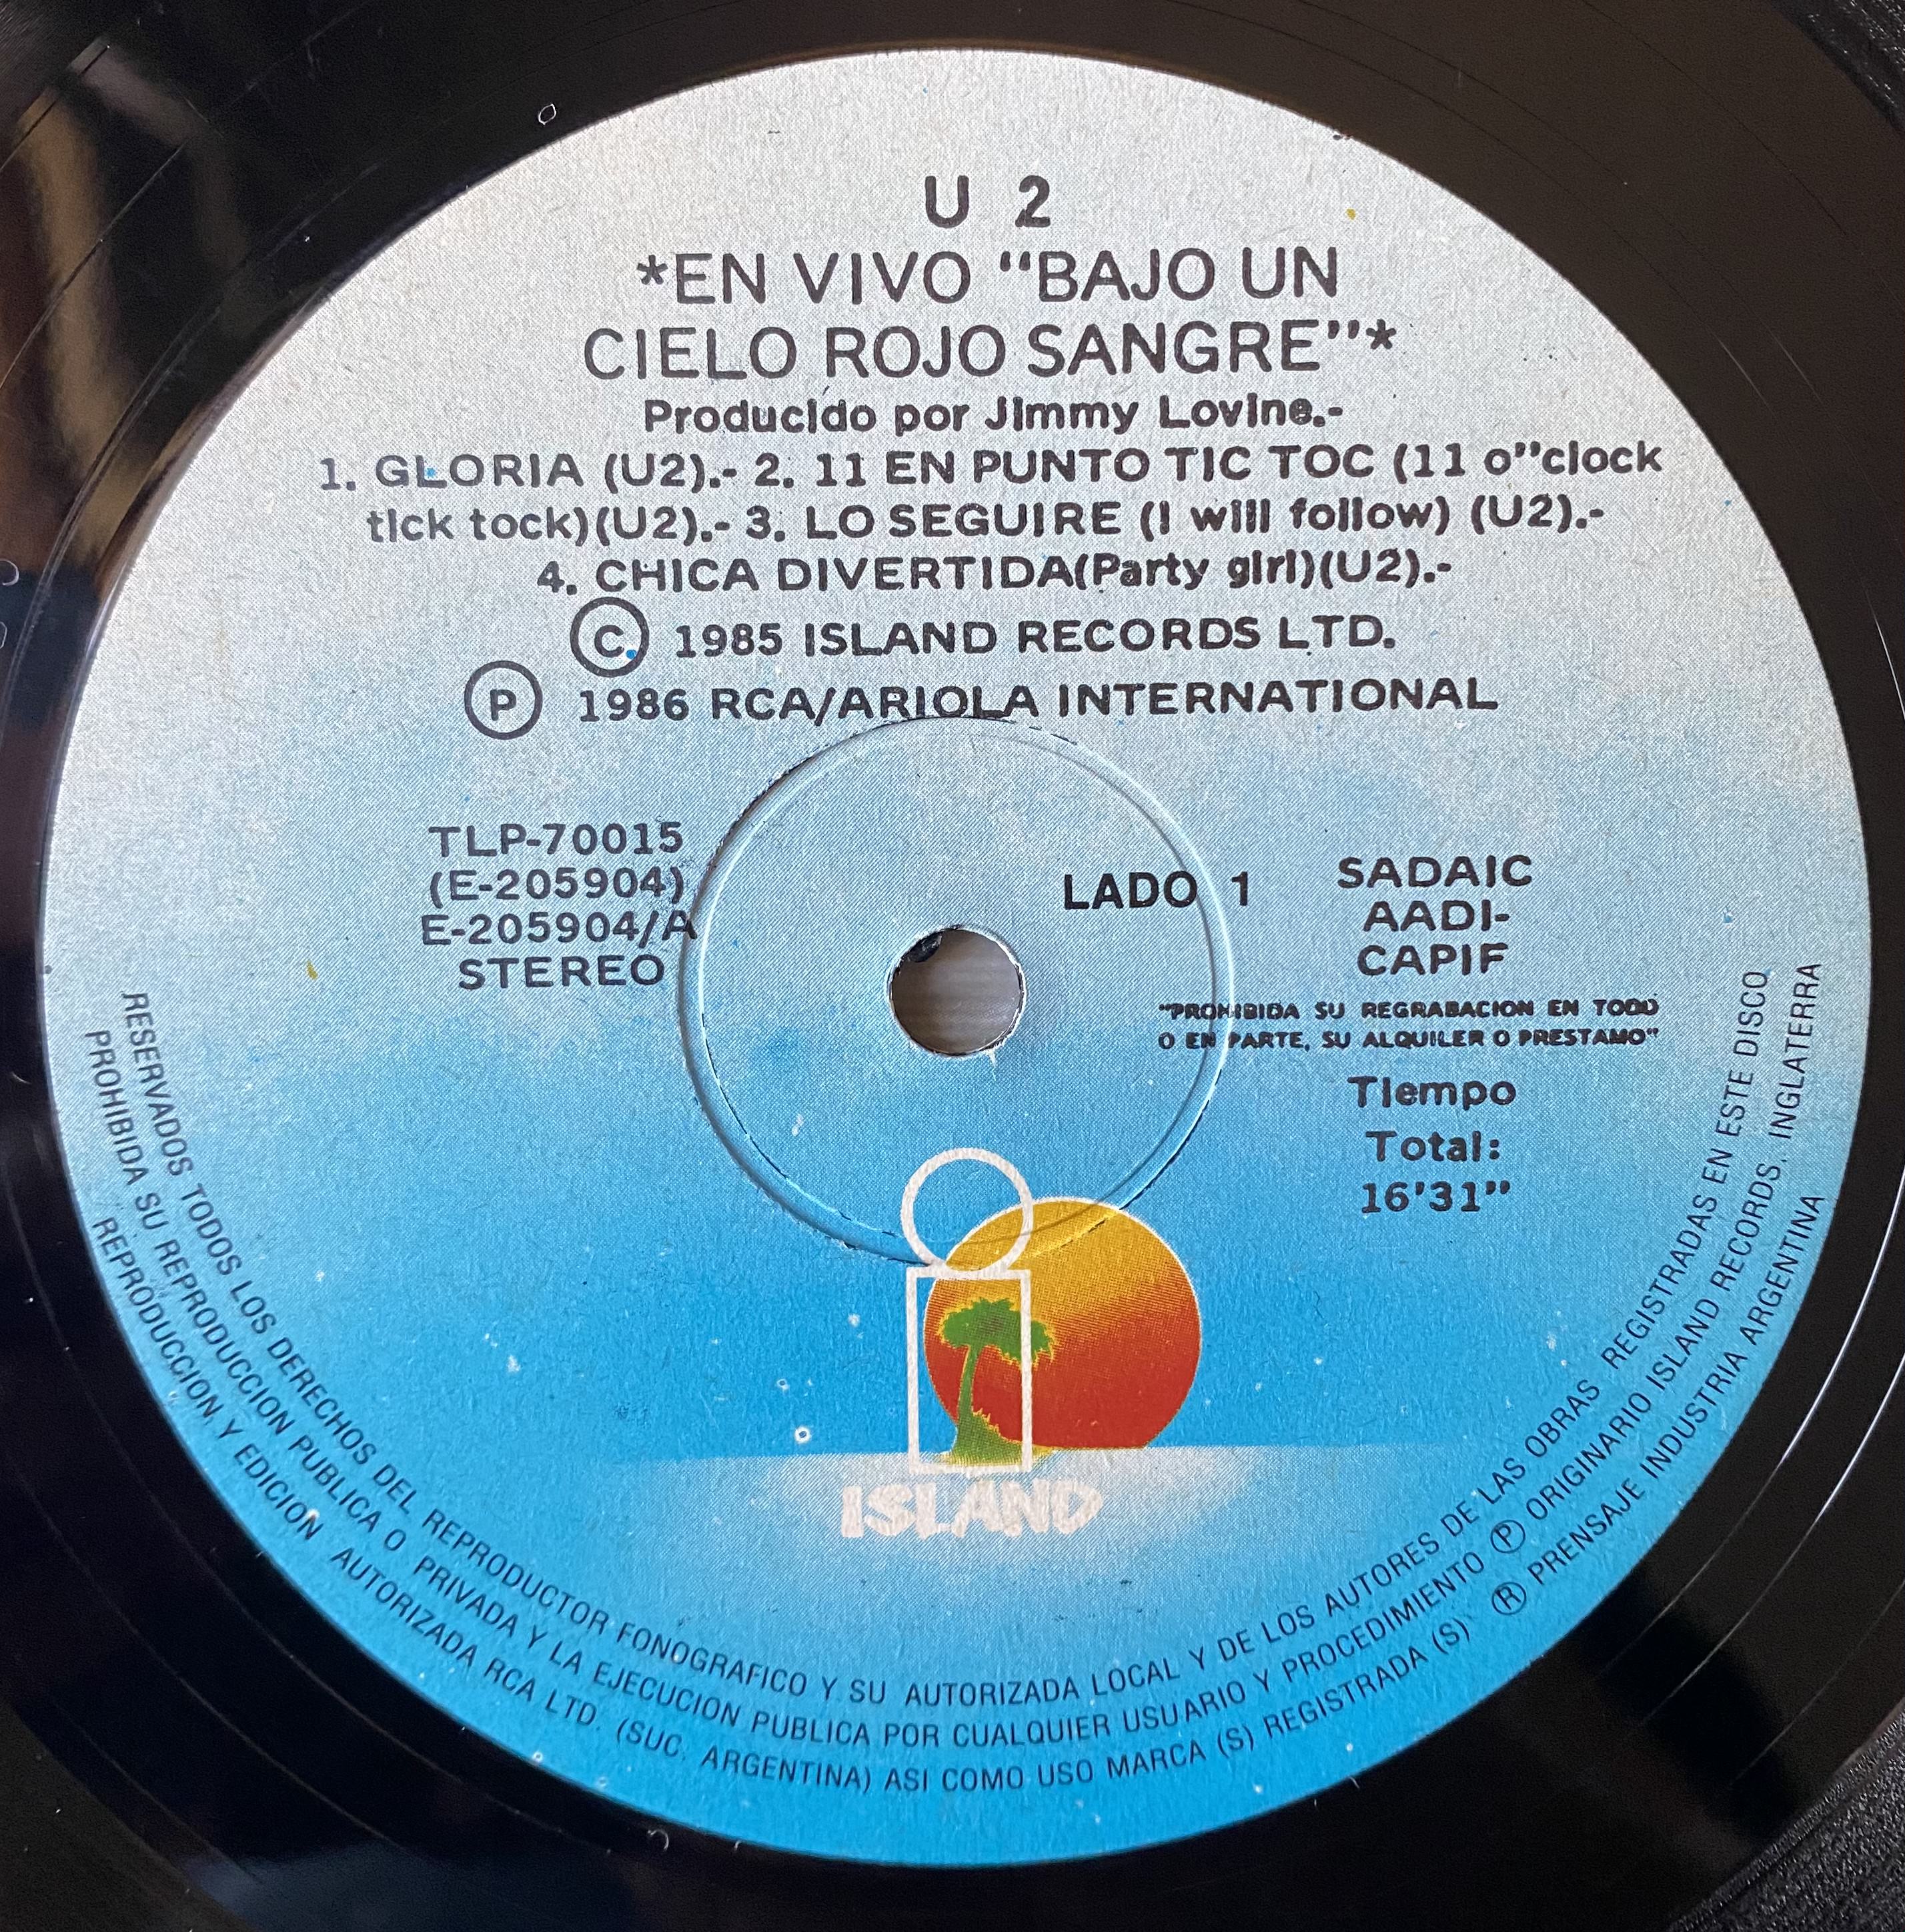 U 2
*EN VIVO "BAJO UN
CIELO ROJO SANGRE"*
Producido por Jimmy Lovine.-
1. GLORIA (U2).- 2. 11 EN PUNTO TIC TOC (11 o"clock
tick tock)(U2).- 3. LO SEGUIRE (I will follow) (U2).-
4. CHICA DIVERTIDA(Party girl)(U2).-
© 1985 ISLAND RECORDS LTD.
℗ 1986 RCA/ARIOLA INTERNATIONAL
TLP-70015
(E-205904)
E-205904/A
STEREO
LADO 1
SADAIC
AADI-
CAPIF
"PROHIBIDA SU REGRABACION EN TODO
O EN PARTE, SU ALQUILER O PRESTAMO"
Tiempo
Total:
16'31"
ISLAND
RESERVADOS TODOS LOS DERECHOS DEL REPRODUCTOR FONOGRAFICO Y SU AUTORIZADA LOCAL Y DE LOS AUTORES DE LAS OBRAS REGISTRADAS EN ESTE DISCO
PROHIBIDA SU REPRODUCCION PUBLICA O PRIVADA Y LA EJECUCION PUBLICA POR CUALQUIER USUARIO Y PROCEDIMIENTO ℗ ORIGINARIO ISLAND RECORDS. INGLATERRA
REPRODUCCION Y EDICION AUTORIZADA RCA LTD. (SUC. ARGENTINA) ASI COMO USO MARCA (S) REGISTRADA (S) ® PRENSAJE INDUSTRIA ARGENTINA